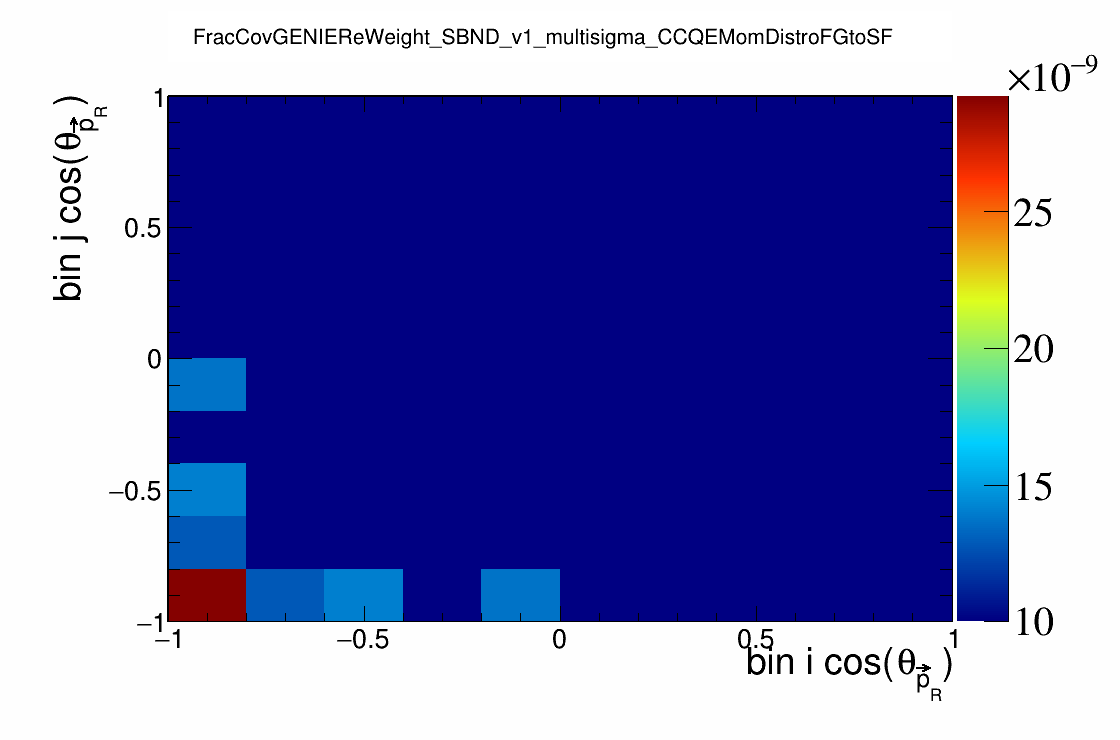 FracCovGENIEReWeight_SBND_v1_multisigma_CCQEMomDistroFGtoSF
×10⁻⁹
bin j cos(θ_p⃗_R)
1
0.5
0
−0.5
−1
25
20
15
10
−1 −0.5 0 0.5 1
bin i cos(θ_p⃗_R)